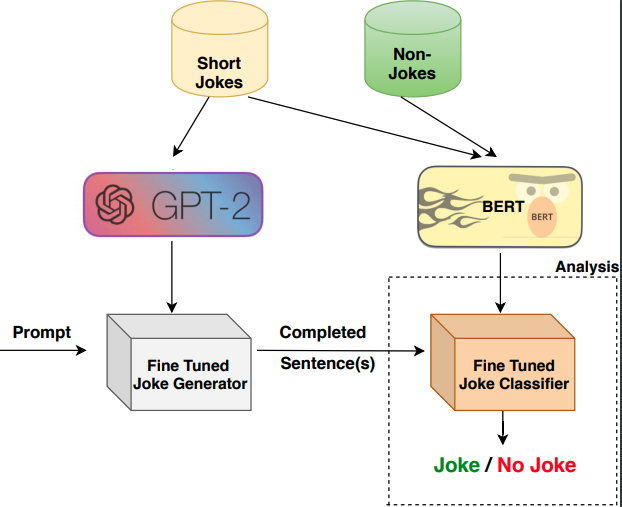 Short
Jokes
Non-
Jokes
GPT-2
BERT
BERT
Analysis
Prompt
Fine Tuned
Joke Generator
Completed
Sentence(s)
Fine Tuned
Joke Classifier
Joke / No Joke